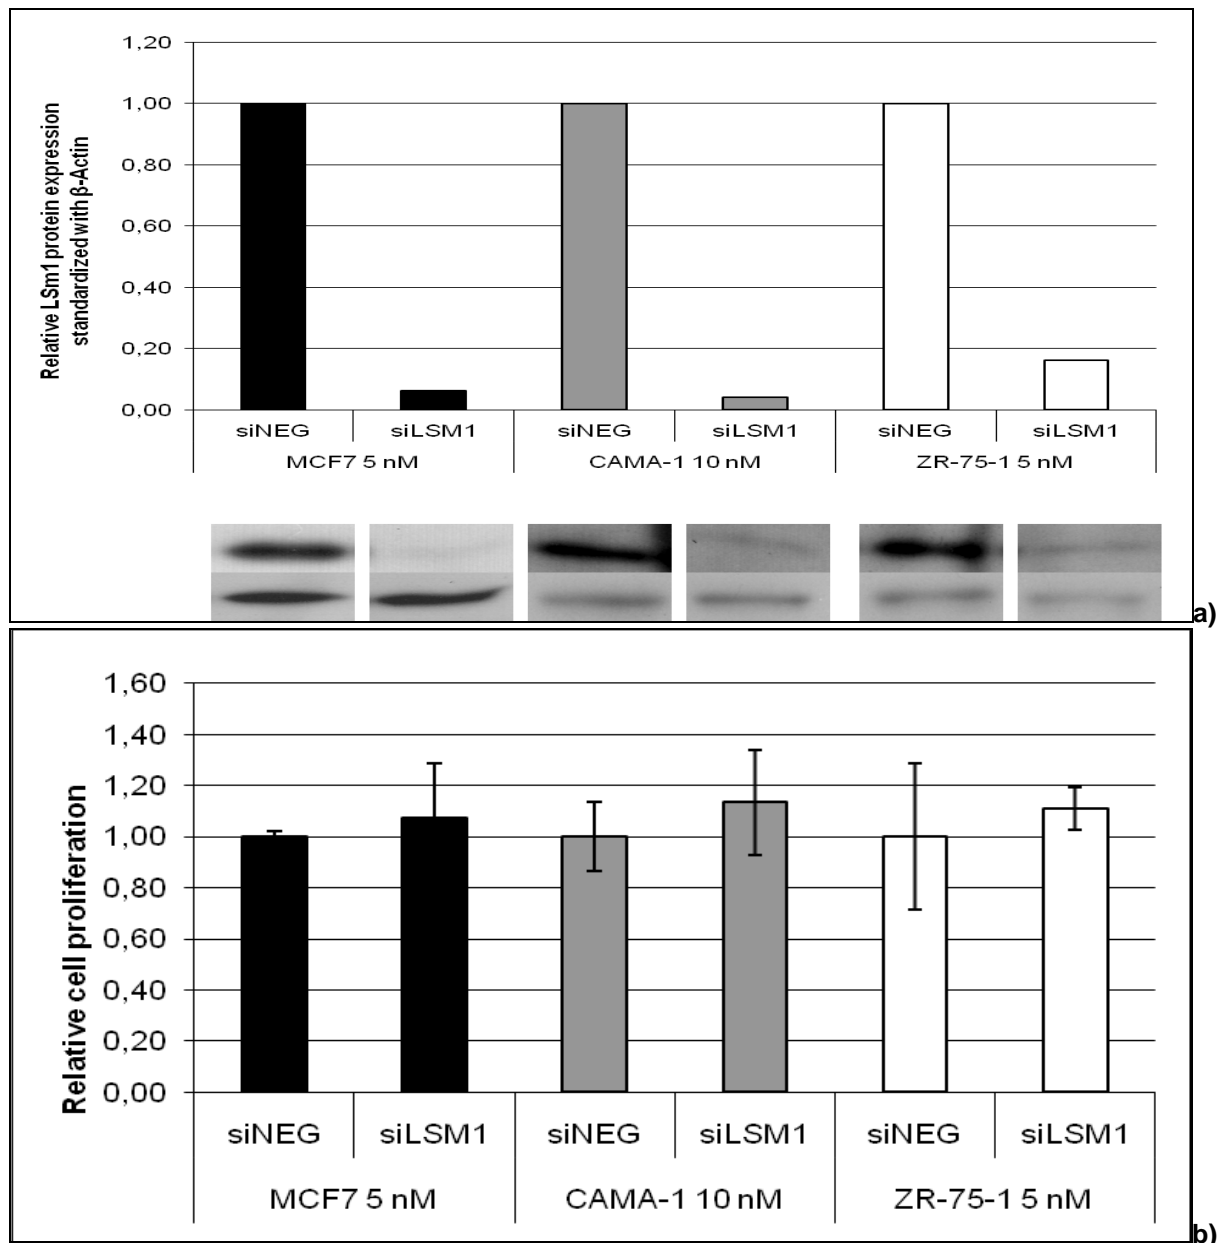 1,20
1,00
0,80
0,60
0,40
0,20
0,00
Relative LSm1 protein expression
standardized with β-Actin
siNEG siLSM1 siNEG siLSM1 siNEG siLSM1
MCF7 5 nM CAMA-1 10 nM ZR-75-1 5 nM
a)
1,60
1,40
1,20
1,00
0,80
0,60
0,40
0,20
0,00
Relative cell proliferation
siNEG siLSM1 siNEG siLSM1 siNEG siLSM1
MCF7 5 nM CAMA-1 10 nM ZR-75-1 5 nM
b)